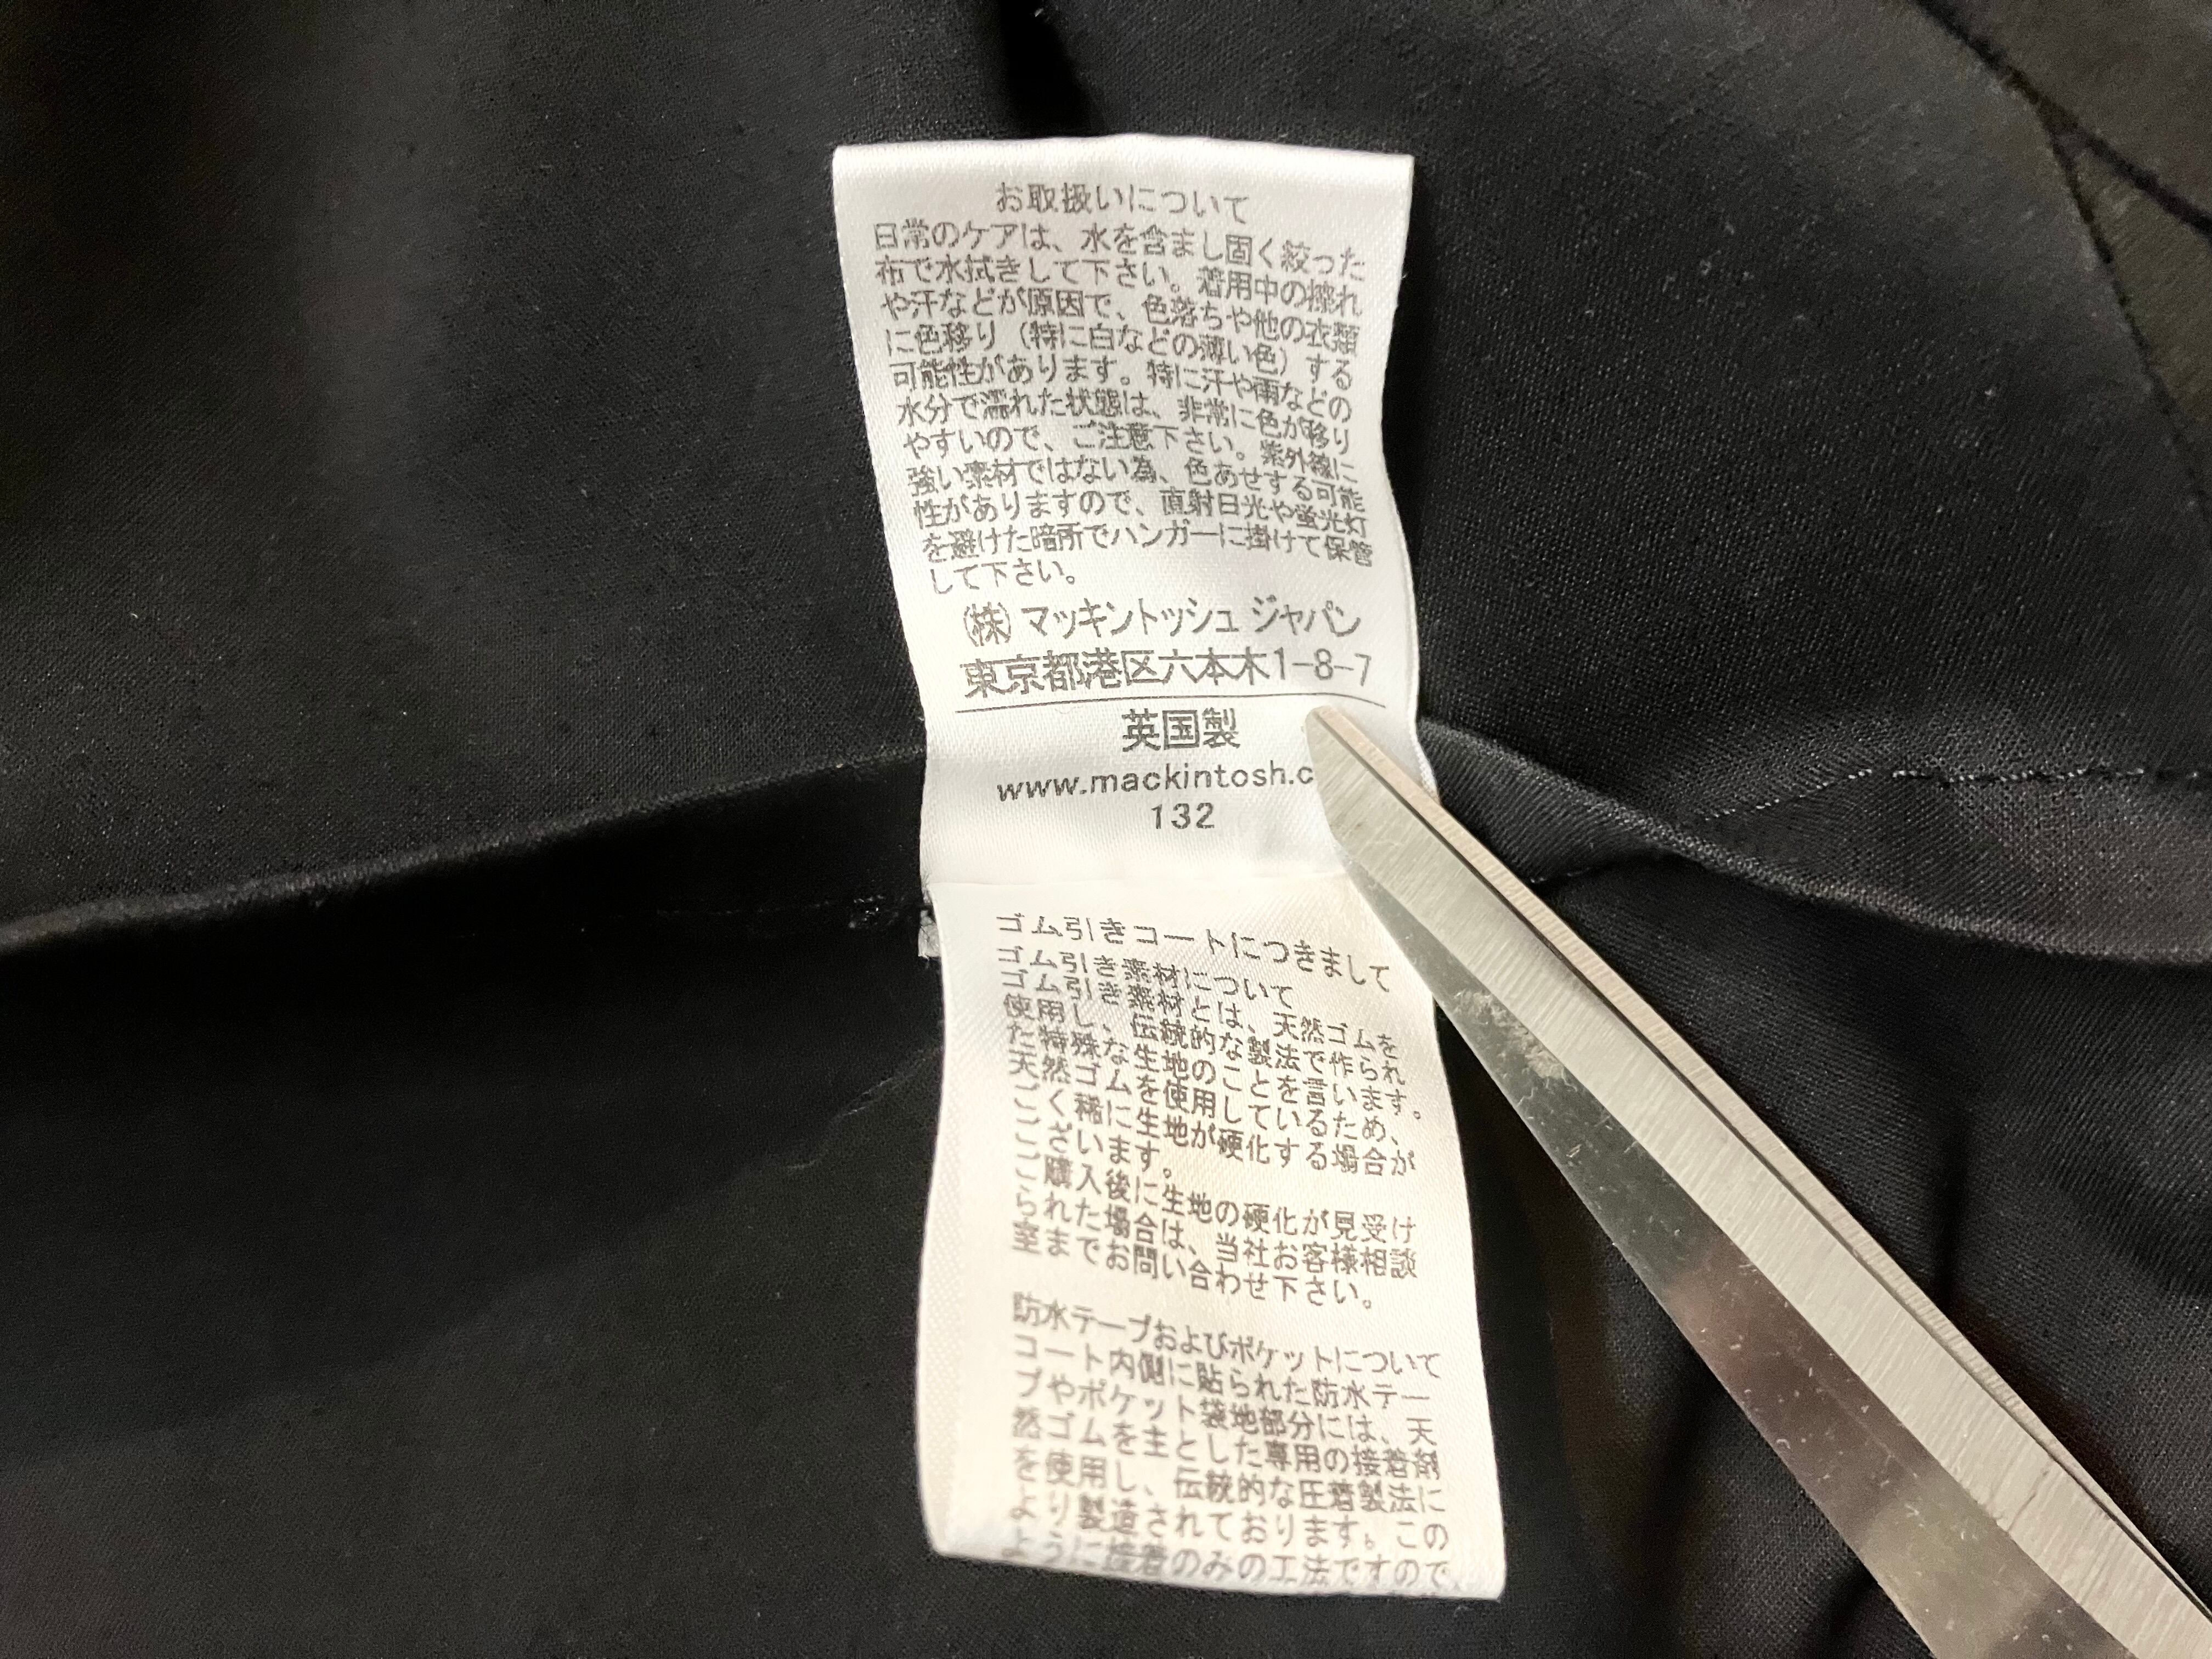 お取扱いについて
日常のケアは、水を含まし固く絞った
布で水拭きして下さい。着用中の擦れ
や汗などが原因で、色落ちや他の衣類
に色移り（特に白などの薄い色）する
可能性があります。特に汗や雨などの
水分で濡れた状態は、非常に色が移り
やすいので、ご注意下さい。紫外線に
強い素材ではない為、色あせする可能
性がありますので、直射日光や蛍光灯
を避けた暗所でハンガーに掛けて保管
して下さい。
(株)マッキントッシュ ジャパン
東京都港区六本木1-8-7
英国製
www.mackintosh.c
132
ゴム引きコートにつきまして
ゴム引き素材について
ゴム引き素材とは、天然ゴムを
使用し、伝統的な製法で作られ
た特殊な生地のことを言います。
天然ゴムを使用しているため、
ごく稀に生地が硬化する場合が
ございます。
ご購入後に生地の硬化が見受け
られた場合は、当社お客様相談
室までお問い合わせ下さい。
防水テープおよびポケットについて
コート内側に貼られた防水テー
プやポケット袋地部分には、天
然ゴムを主とした専用の接着剤
を使用し、伝統的な圧着製法に
より製造されております。この
ように接着のみの工法ですので、